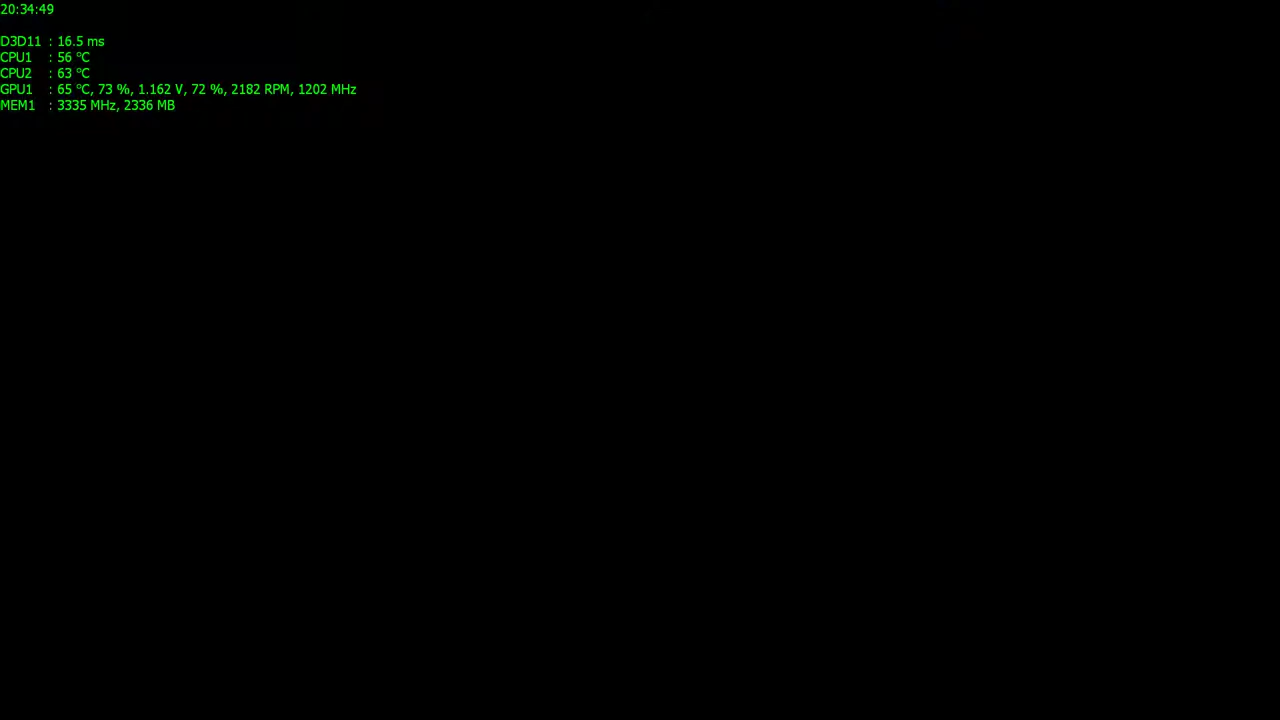 20:34:49
D3D11 : 16.5 ms
CPU1 : 56 °C
CPU2 : 63 °C
GPU1 : 65 °C, 73 %, 1.162 V, 72 %, 2182 RPM, 1202 MHz
MEM1 : 3335 MHz, 2336 MB